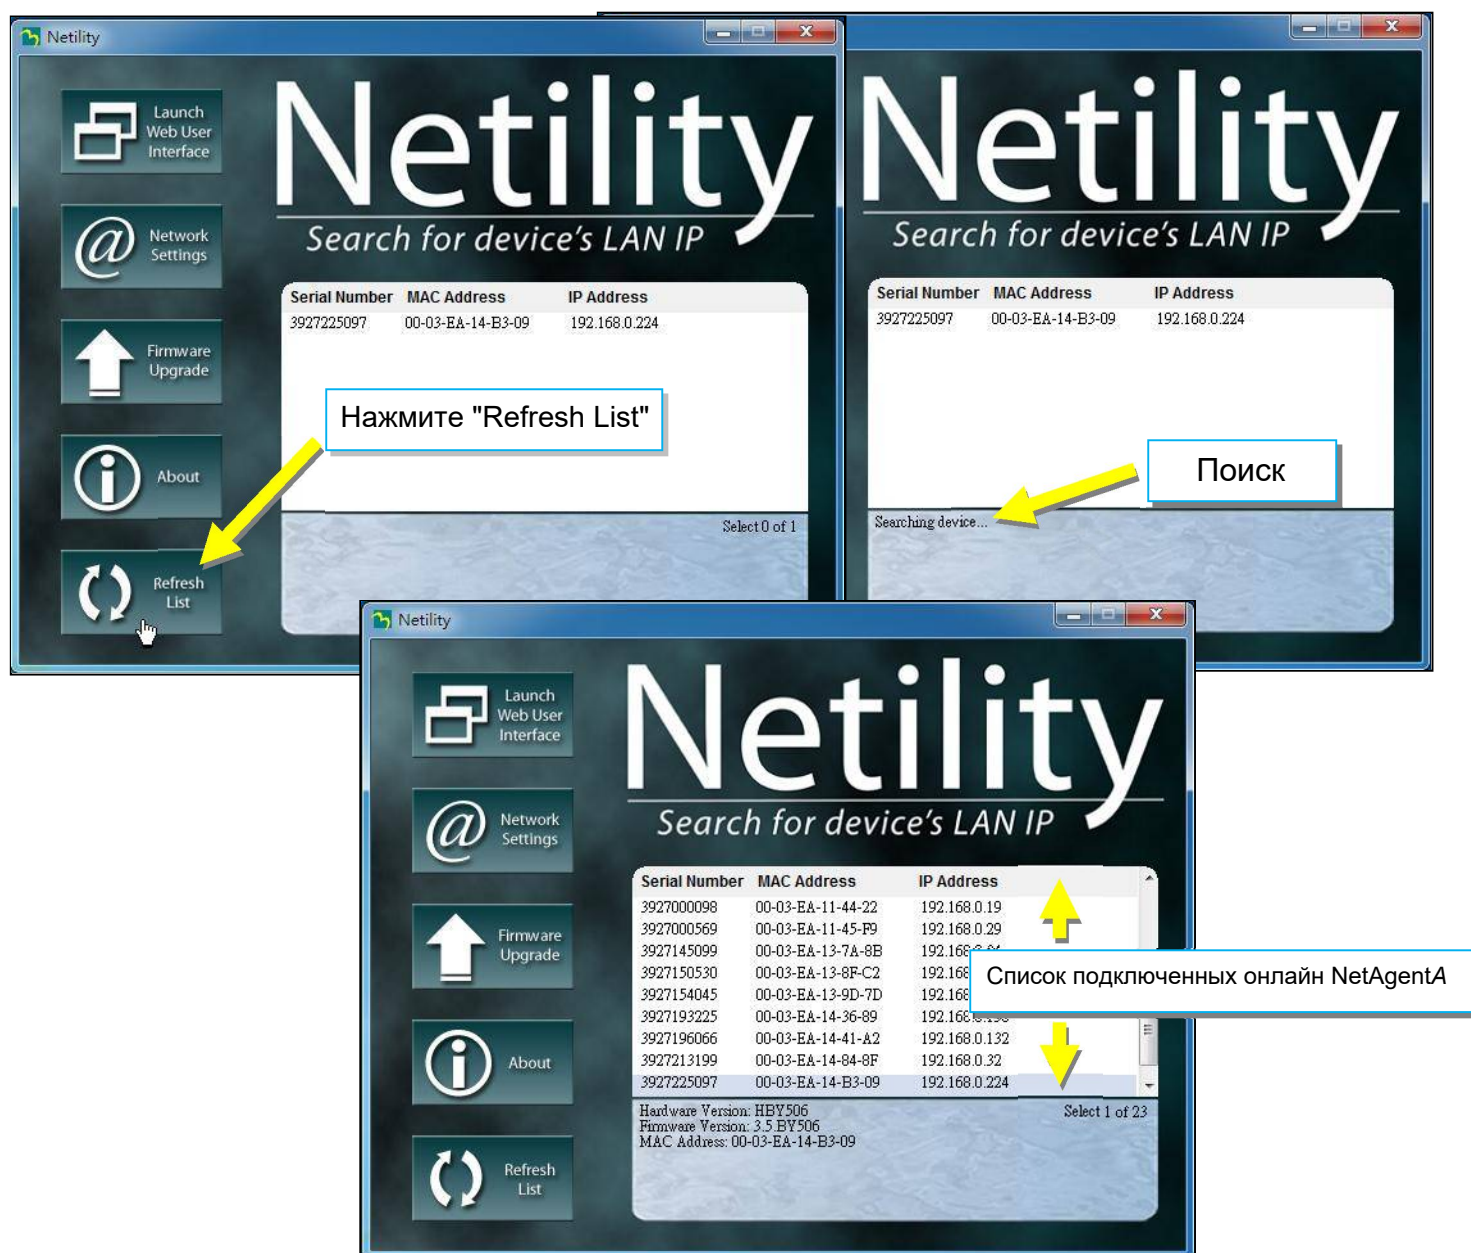 Netility
Launch
Web User
Interface
Network
Settings
Firmware
Upgrade
About
Refresh
List
Netility
Search for device's LAN IP
Serial Number MAC Address IP Address
3927225097 00-03-EA-14-B3-09 192.168.0.224
Нажмите "Refresh List"
Select 0 of 1
Netility
Search for device's LAN IP
Serial Number MAC Address IP Address
3927225097 00-03-EA-14-B3-09 192.168.0.224
Поиск
Searching device...
Netility
Launch
Web User
Interface
Network
Settings
Firmware
Upgrade
About
Refresh
List
Netility
Search for device's LAN IP
Serial Number MAC Address IP Address
3927000098 00-03-EA-11-44-22 192.168.0.19
3927000569 00-03-EA-11-45-F9 192.168.0.29
3927145099 00-03-EA-13-7A-8B
3927150530 00-03-EA-13-8F-C2
3927154045 00-03-EA-13-9D-7D
3927193225 00-03-EA-14-36-89
3927196066 00-03-EA-14-41-A2 192.168.0.132
3927213199 00-03-EA-14-84-8F 192.168.0.32
3927225097 00-03-EA-14-B3-09 192.168.0.224
Список подключенных онлайн NetAgentA
Hardware Version: HBY506
Firmware Version: 3.5.BY506
MAC Address: 00-03-EA-14-B3-09
Select 1 of 23